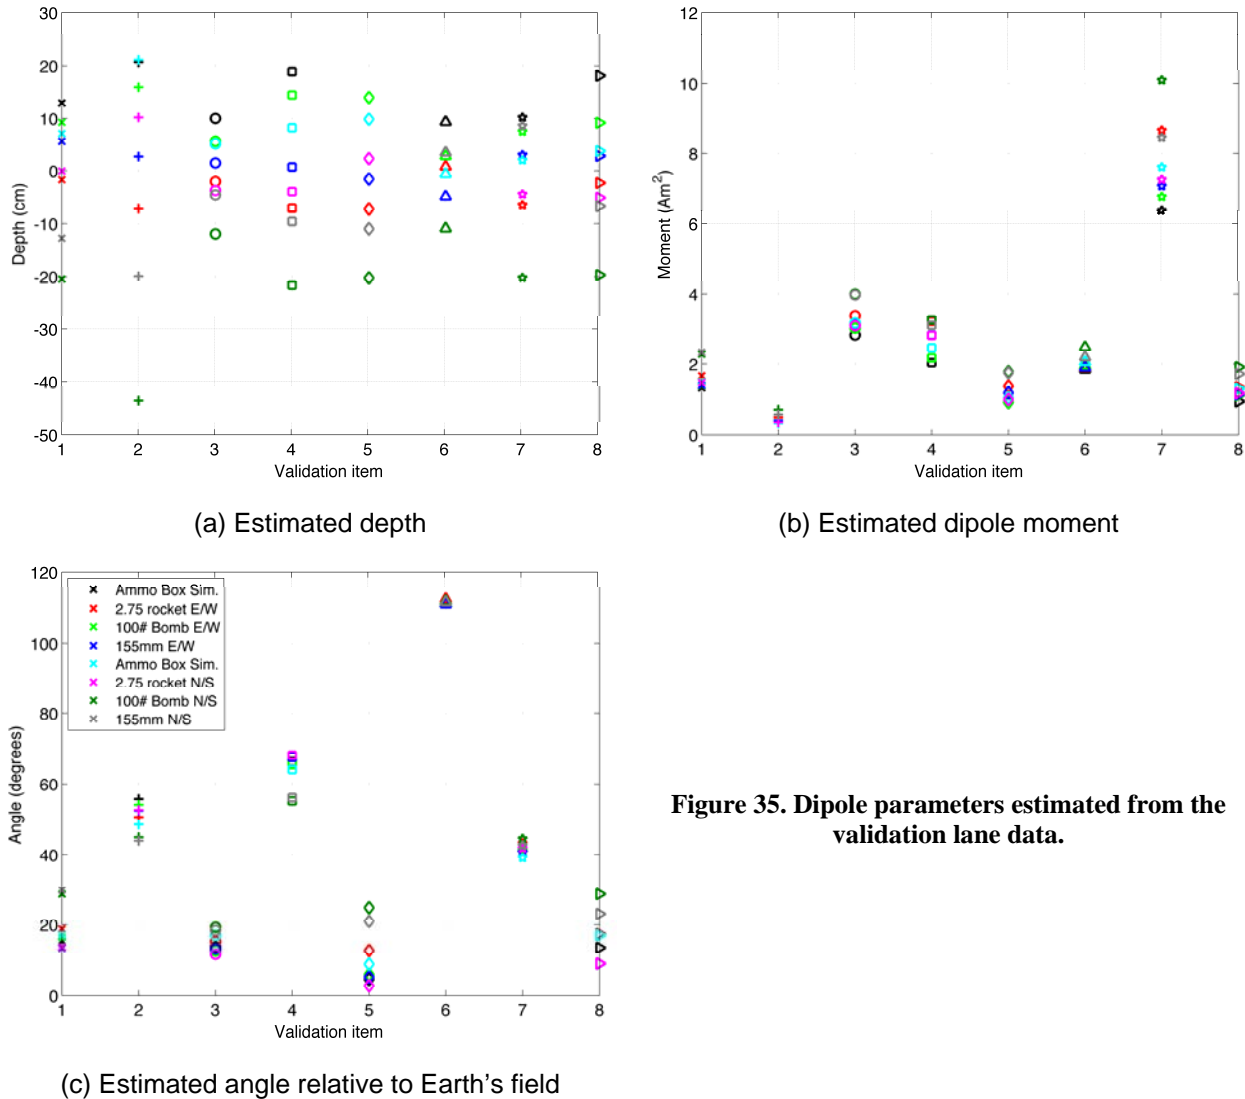 30
20
10
0
-10
-20
-30
-40
-50
Depth (cm)
1 2 3 4 5 6 7 8
Validation item
(a) Estimated depth
12
10
8
6
4
2
0
Moment (Am²)
1 2 3 4 5 6 7 8
Validation item
(b) Estimated dipole moment
120
100
80
60
40
20
0
Angle (degrees)
Ammo Box Sim.
2.75 rocket E/W
100# Bomb E/W
155mm E/W
Ammo Box Sim.
2.75 rocket N/S
100# Bomb N/S
155mm N/S
1 2 3 4 5 6 7 8
Validation item
(c) Estimated angle relative to Earth's field
Figure 35. Dipole parameters estimated from the
validation lane data.